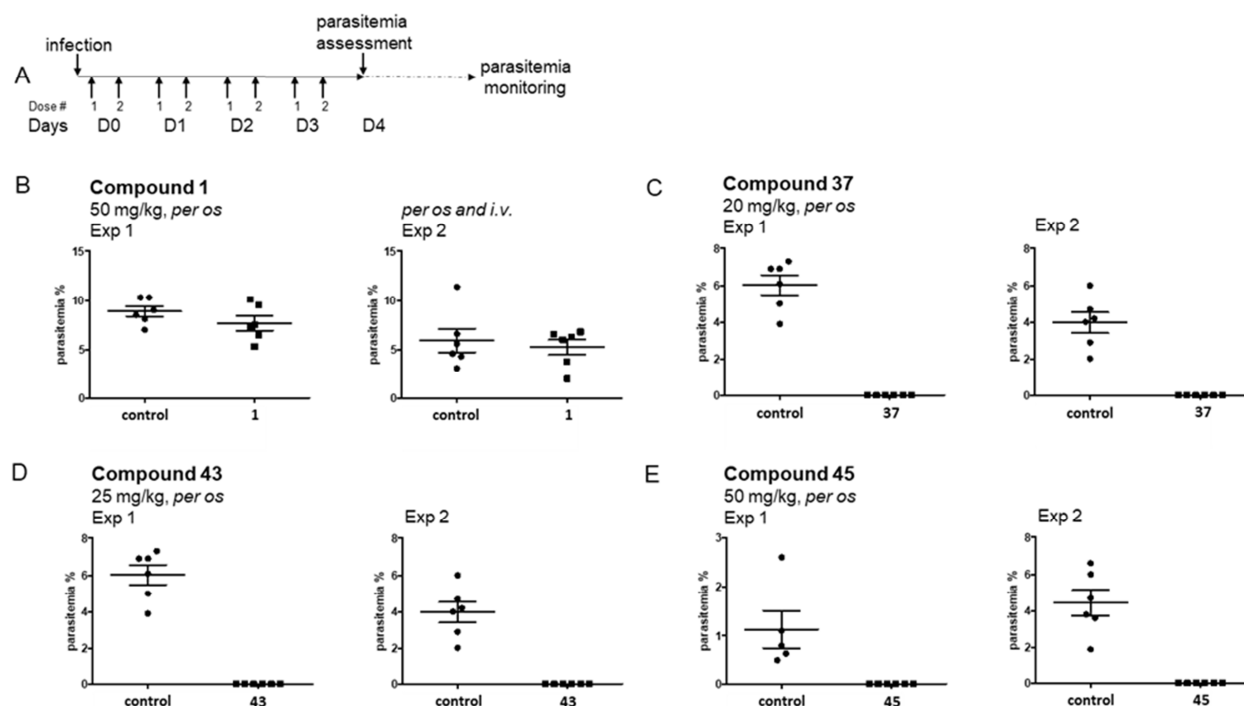 parasitemia
assessment
infection
A
parasitemia
monitoring
Dose # 1 2 1 2 1 2 1 2
Days D0 D1 D2 D3 D4
B
Compound 1
50 mg/kg, per os
Exp 1
parasitemia %
15
10
5
0
control 1
per os and i.v.
Exp 2
parasitemia %
15
10
5
0
control 1
C
Compound 37
20 mg/kg, per os
Exp 1
parasitemia %
8
6
4
2
0
control 37
Exp 2
parasitemia %
8
6
4
2
0
control 37
D
Compound 43
25 mg/kg, per os
Exp 1
parasitemia %
8
6
4
2
0
control 43
Exp 2
parasitemia %
8
6
4
2
0
control 43
E
Compound 45
50 mg/kg, per os
Exp 1
parasitemia %
3
2
1
0
control 45
Exp 2
parasitemia %
8
6
4
2
0
control 45